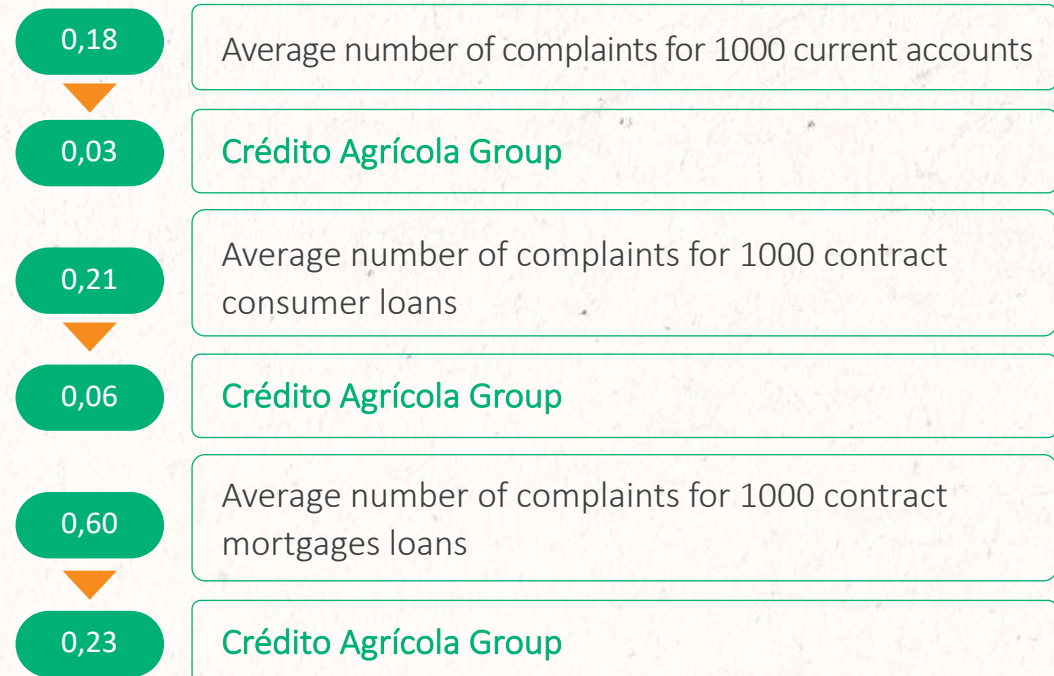 0,18
Average number of complaints for 1000 current accounts
0,03
Crédito Agrícola Group
0,21
Average number of complaints for 1000 contract
consumer loans
0,06
Crédito Agrícola Group
0,60
Average number of complaints for 1000 contract
mortgages loans
0,23
Crédito Agrícola Group